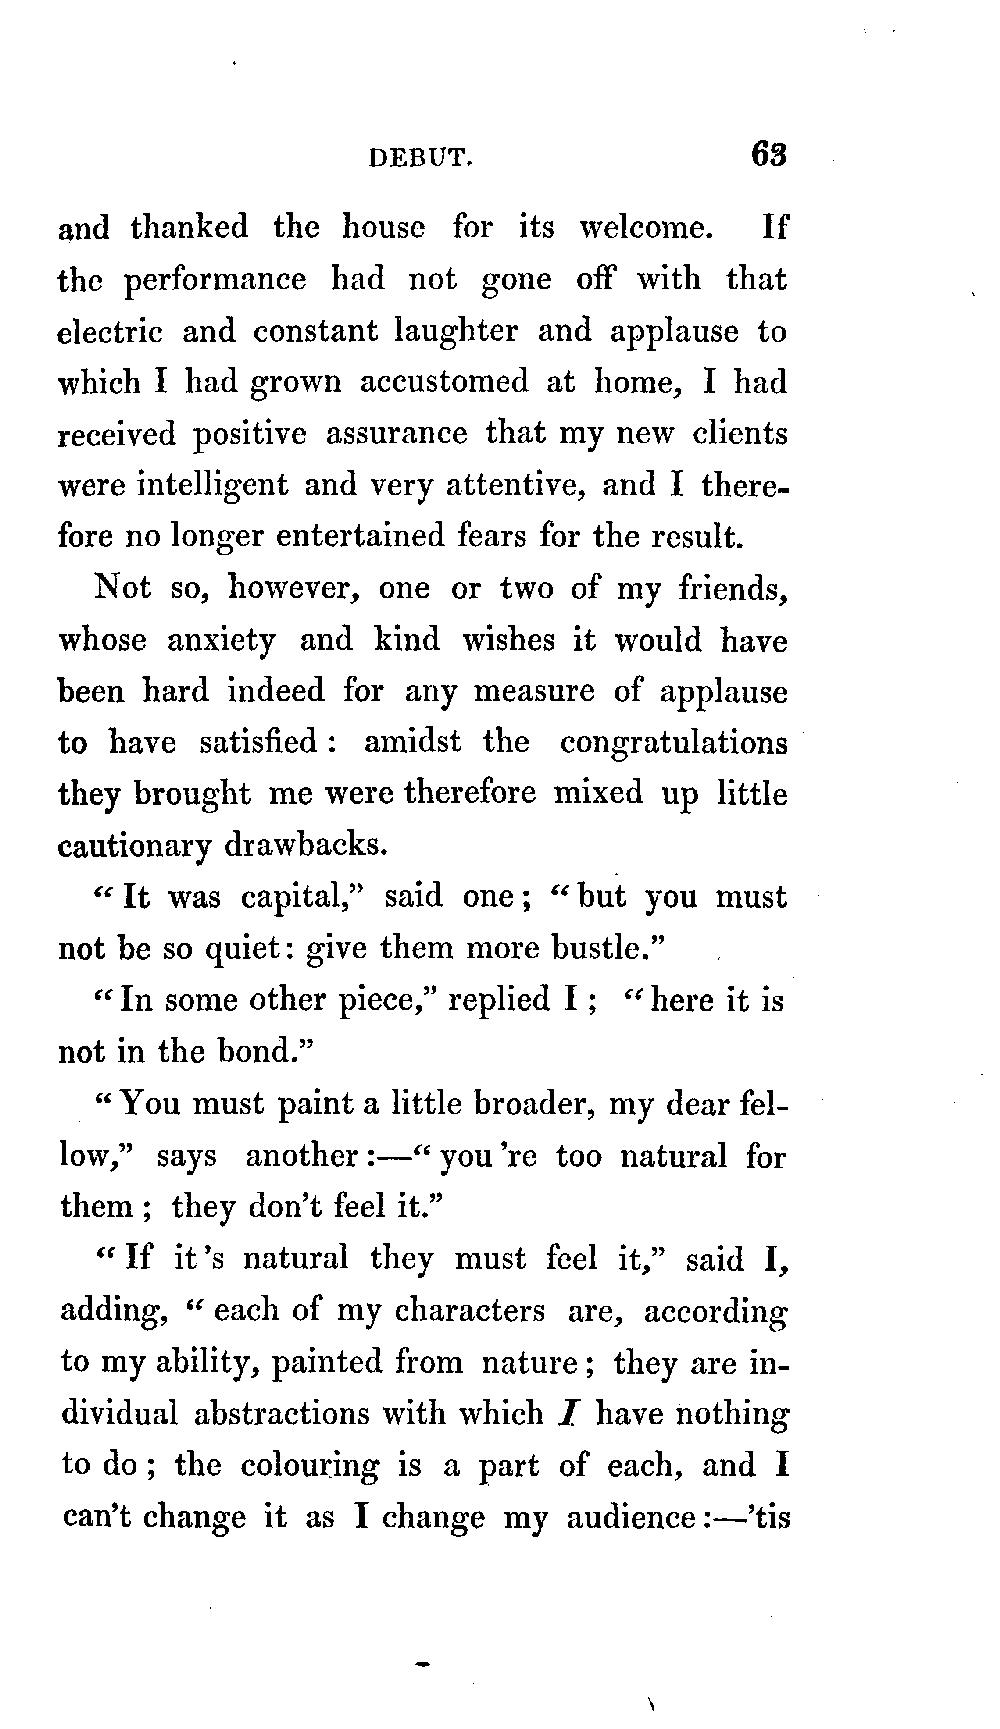 DEBUT. 63
and thanked the house for its welcome. If
the performance had not gone off with that
electric and constant laughter and applause to
which I had grown accustomed at home, I had
received positive assurance that my new clients
were intelligent and very attentive, and I there-
fore no longer entertained fears for the result.
Not so, however, one or two of my friends,
whose anxiety and kind wishes it would have
been hard indeed for any measure of applause
to have satisfied : amidst the congratulations
they brought me were therefore mixed up little
cautionary drawbacks.
“ It was capital,” said one ; “ but you must
not be so quiet : give them more bustle.”
“ In some other piece,” replied I ; “ here it is
not in the bond.”
“ You must paint a little broader, my dear fel-
low,” says another :—“ you 're too natural for
them ; they don't feel it.”
“ If it 's natural they must feel it,” said I,
adding, “ each of my characters are, according
to my ability, painted from nature ; they are in-
dividual abstractions with which I have nothing
to do ; the colouring is a part of each, and I
can't change it as I change my audience :—'tis